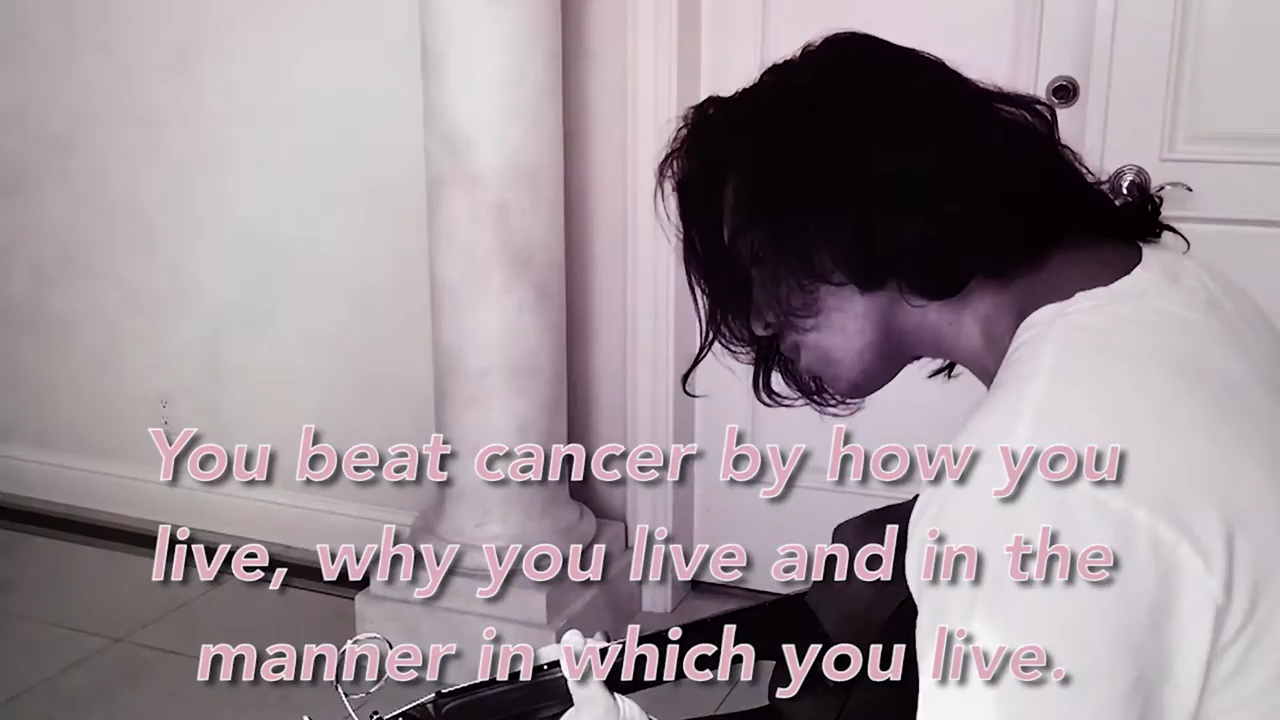 You beat cancer by how you
live, why you live and in the
manner in which you live.